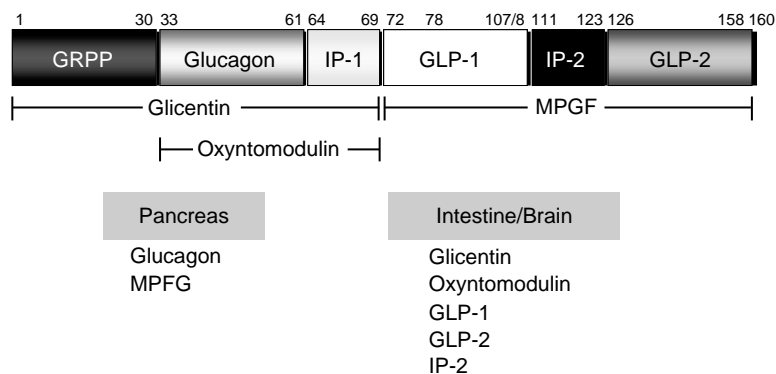 1 30 33 61 64 69 72 78 107/8 111 123 126 158 160
GRPP Glucagon IP-1 GLP-1 IP-2 GLP-2
Glicentin MPGF
Oxyntomodulin
Pancreas Intestine/Brain
Glucagon Glicentin
MPFG Oxyntomodulin
GLP-1
GLP-2
IP-2